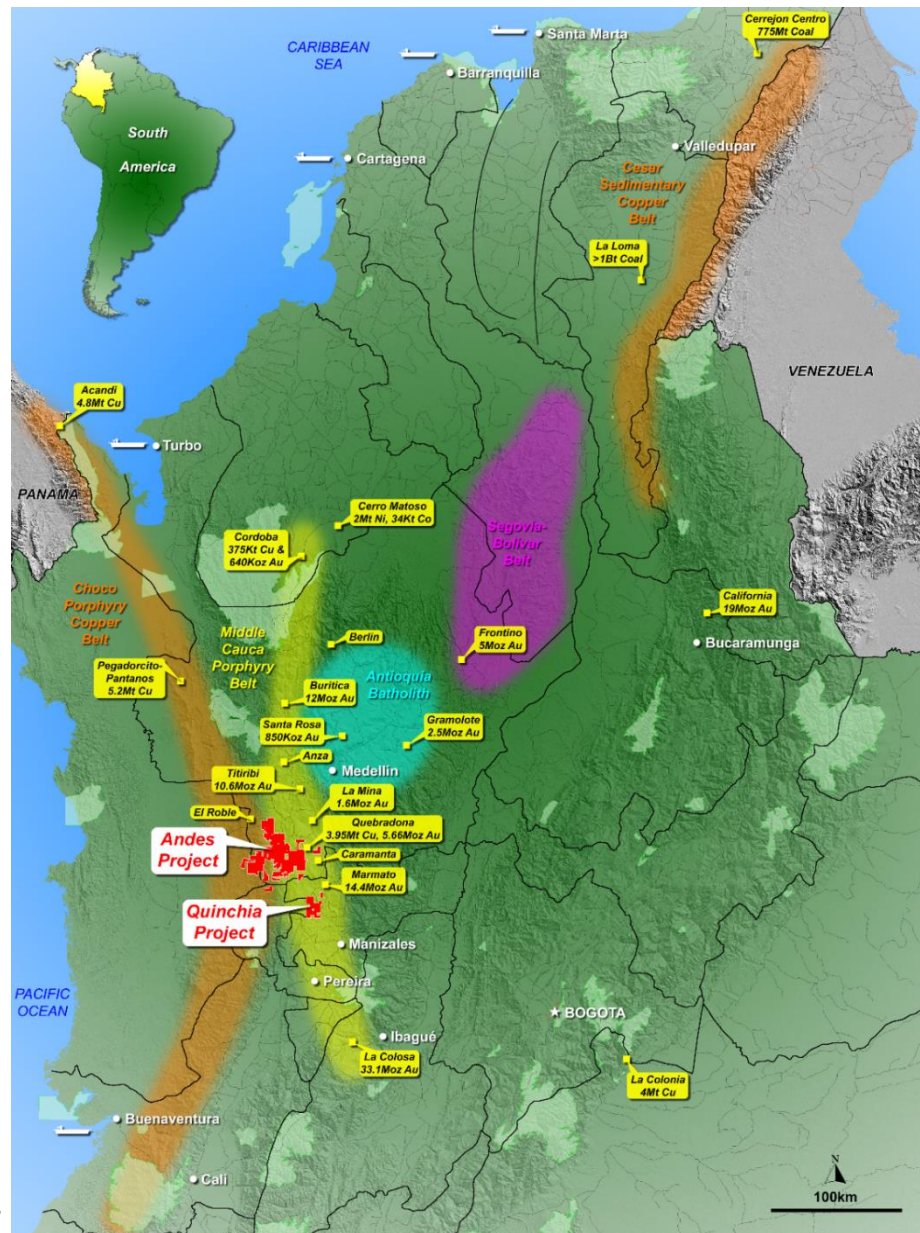 CARIBBEAN
SEA
Santa Marta
Cerrejon Centro
775Mt Coal
Barranquilla
South
America
Cartagena
Valledupar
Cesar
Sedimentary
Copper
Belt
La Loma
>1Bt Coal
VENEZUELA
Acandi
4.8Mt Cu
Turbo
PANAMA
Cerro Matoso
2Mt Ni, 34Kt Co
Cordoba
375Kt Cu &
640Koz Au
Segovia-
Bolivar
Belt
Choco
Porphyry
Copper
Belt
California
19Moz Au
Middle
Cauca
Porphyry
Belt
Berlin
Bucaramunga
Frontino
5Moz Au
Pegadorcito-
Pantanos
5.2Mt Cu
Antioquia
Batholith
Buritica
12Moz Au
Santa Rosa
850Koz Au
Gramolote
2.5Moz Au
Anza
Medellin
Titiribi
10.6Moz Au
La Mina
1.6Moz Au
El Roble
Quebradona
3.95Mt Cu, 5.66Moz Au
Andes
Project
Caramanta
Marmato
14.4Moz Au
Quinchia
Project
Manizales
Pereira
PACIFIC
OCEAN
BOGOTA
Ibagué
La Colosa
33.1Moz Au
La Colonia
4Mt Cu
Buenaventura
Cali
N
100km